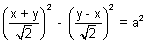 (x + y / √2)² - (y - x / √2)² = a²